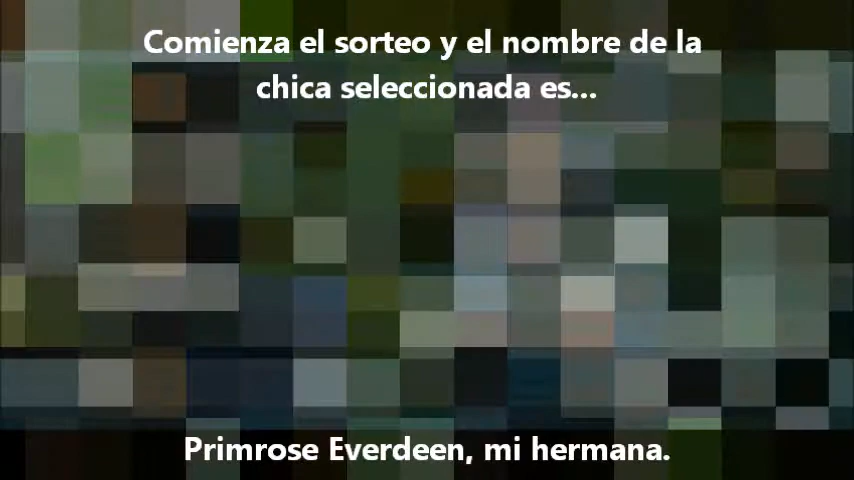 Comienza el sorteo y el nombre de la
chica seleccionada es...
Primrose Everdeen, mi hermana.